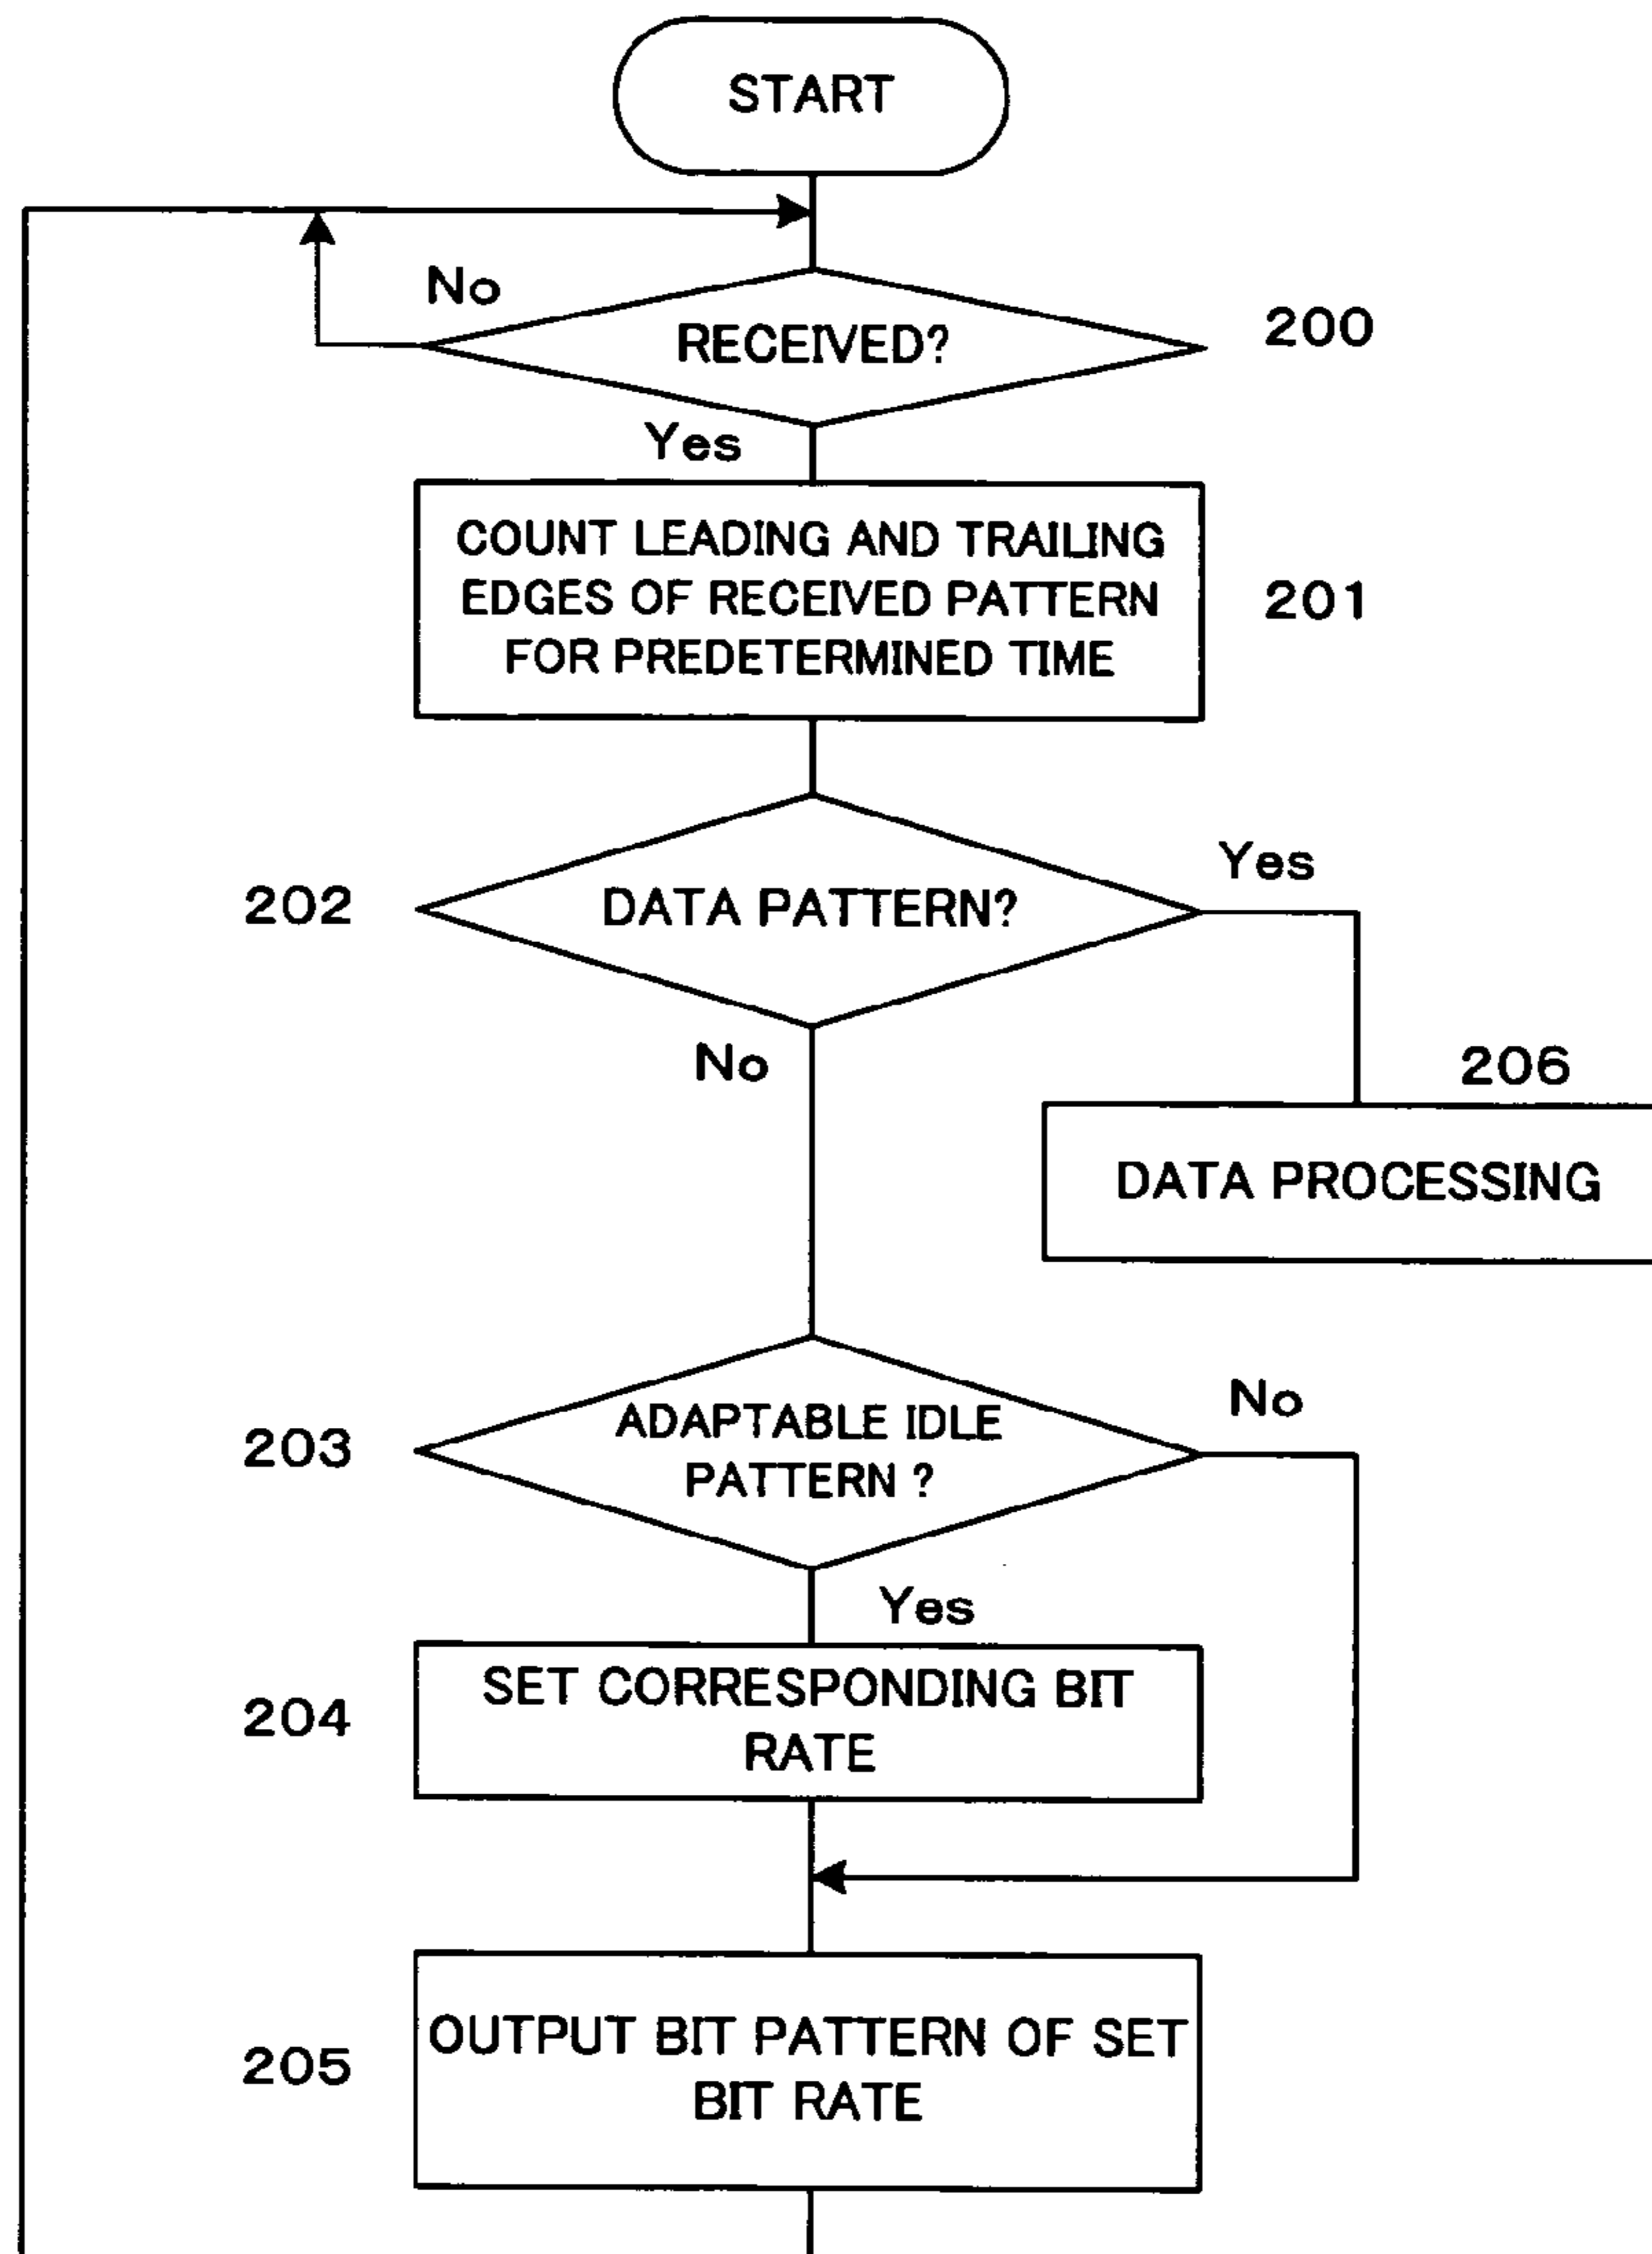 START
No
RECEIVED?
200
Yes
COUNT LEADING AND TRAILING
EDGES OF RECEIVED PATTERN
FOR PREDETERMINED TIME
201
202
DATA PATTERN?
Yes
No
206
DATA PROCESSING
203
ADAPTABLE IDLE
PATTERN ?
No
Yes
204
SET CORRESPONDING BIT
RATE
205
OUTPUT BIT PATTERN OF SET
BIT RATE